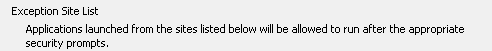 Exception Site List
Applications launched from the sites listed below will be allowed to run after the appropriate
security prompts.